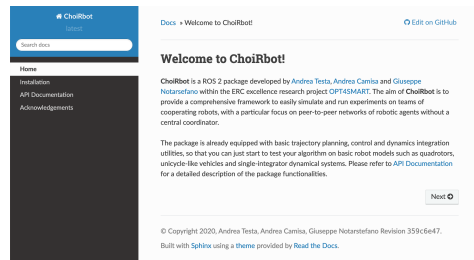 ChoiRbot
latest
Search docs
Home
Installation
API Documentation
Acknowledgements
Docs » Welcome to ChoiRbot!
Edit on GitHub
Welcome to ChoiRbot!
ChoiRbot is a ROS 2 package developed by Andrea Testa, Andrea Camisa and Giuseppe
Notarsefano within the ERC excellence research project OPT4SMART. The aim of ChoiRbot is to
provide a comprehensive framework to easily simulate and run experiments on teams of
cooperating robots, with a particular focus on peer-to-peer networks of robotic agents without a
central coordinator.
The package is already equipped with basic trajectory planning, control and dynamics integration
utilities, so that you can just start to test your algorithm on basic robot models such as quadrotors,
unicycle-like vehicles and single-integrator dynamical systems. Please refer to API Documentation
for a detailed description of the package functionalities.
Next
© Copyright 2020, Andrea Testa, Andrea Camisa, Giuseppe Notarstefano Revision 359c6e47.
Built with Sphinx using a theme provided by Read the Docs.